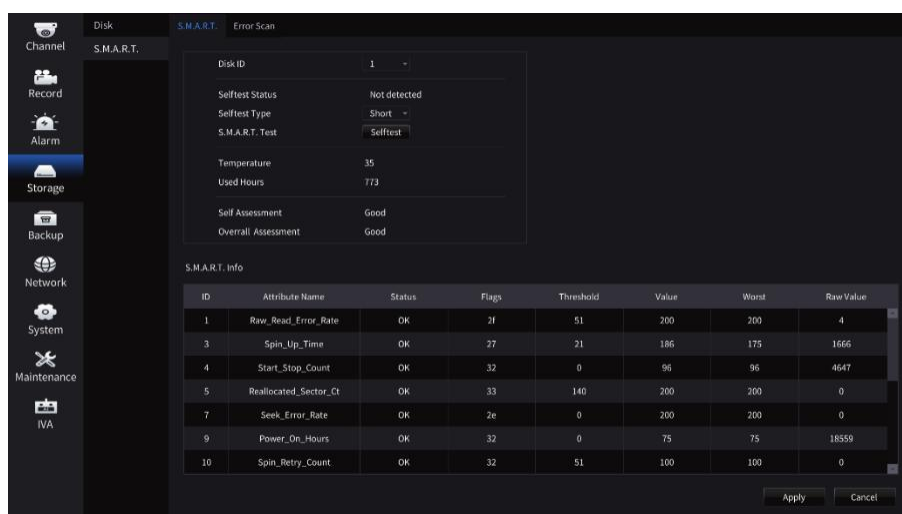 Channel
Record
Alarm
Storage
Backup
Network
System
Maintenance
IVA
Disk
S.M.A.R.T.
S.M.A.R.T. Error Scan
Disk ID 1
Selftest Status Not detected
Selftest Type Short
S.M.A.R.T. Test Selftest
Temperature 35
Used Hours 773
Self Assessment Good
Overrall Assessment Good
S.M.A.R.T. Info
ID Attribute Name Status Flags Threshold Value Worst Raw Value
1 Raw_Read_Error_Rate OK 2f 51 200 200 4
3 Spin_Up_Time OK 27 21 186 175 1666
4 Start_Stop_Count OK 32 0 96 96 4647
5 Reallocated_Sector_Ct OK 33 140 200 200 0
7 Seek_Error_Rate OK 2e 0 200 200 0
9 Power_On_Hours OK 32 0 75 75 18559
10 Spin_Retry_Count OK 32 51 100 100 0
Apply Cancel